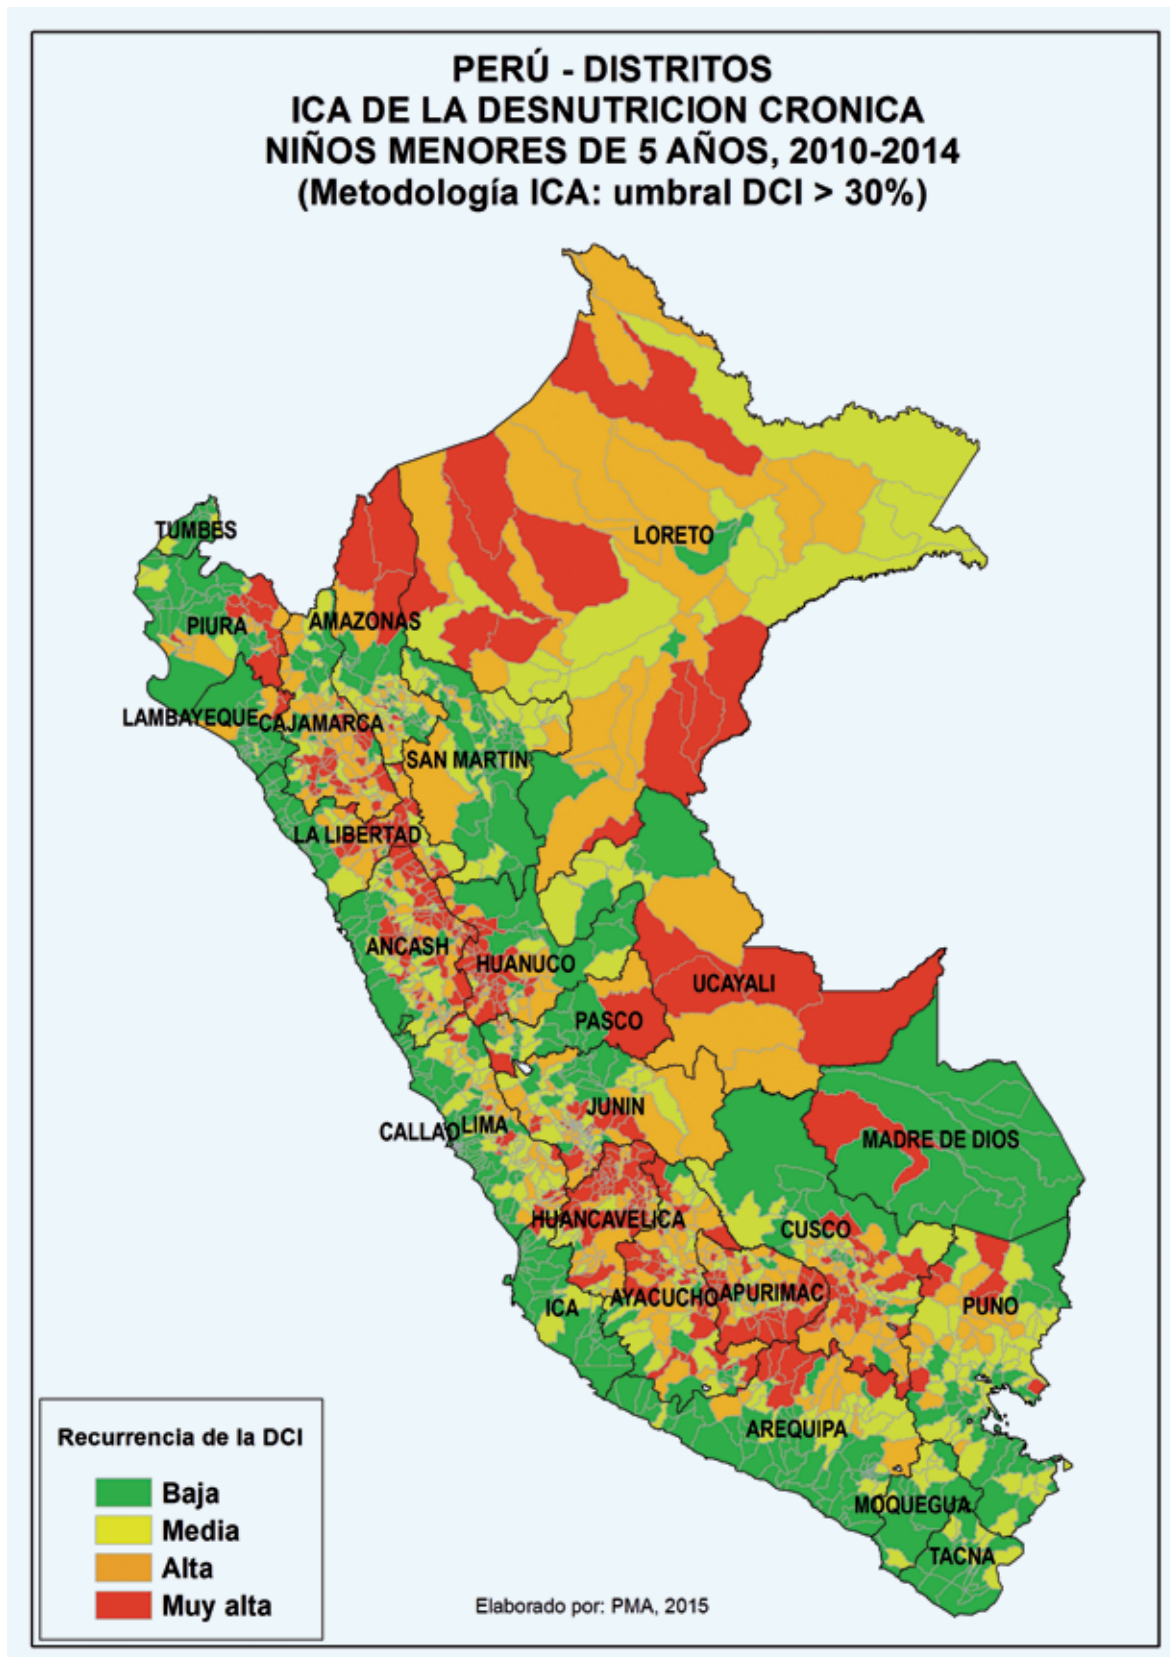 PERÚ - DISTRITOS
ICA DE LA DESNUTRICION CRONICA
NIÑOS MENORES DE 5 AÑOS, 2010-2014
(Metodología ICA: umbral DCI > 30%)
LORETO
TUMBES
PIURA
AMAZONAS
LAMBAYEQUE
CAJAMARCA
SAN MARTIN
LA LIBERTAD
ANCASH
HUANUCO
UCAYALI
PASCO
JUNIN
CALLAO
LIMA
MADRE DE DIOS
HUANCAVELICA
CUSCO
AYACUCHO
APURIMAC
ICA
PUNO
AREQUIPA
MOQUEGUA
TACNA
Recurrencia de la DCI
Baja
Media
Alta
Muy alta
Elaborado por: PMA, 2015